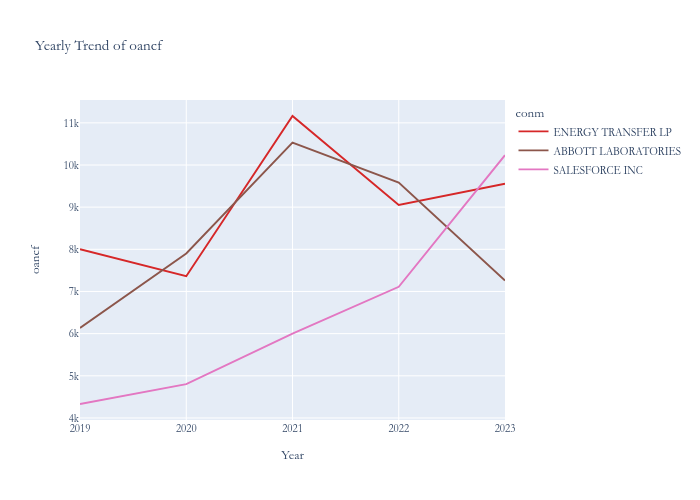 Yearly Trend of oancf
conm
ENERGY TRANSFER LP
ABBOTT LABORATORIES
SALESFORCE INC
11k
10k
9k
8k
7k
6k
5k
4k
oancf
2019 2020 2021 2022 2023
Year